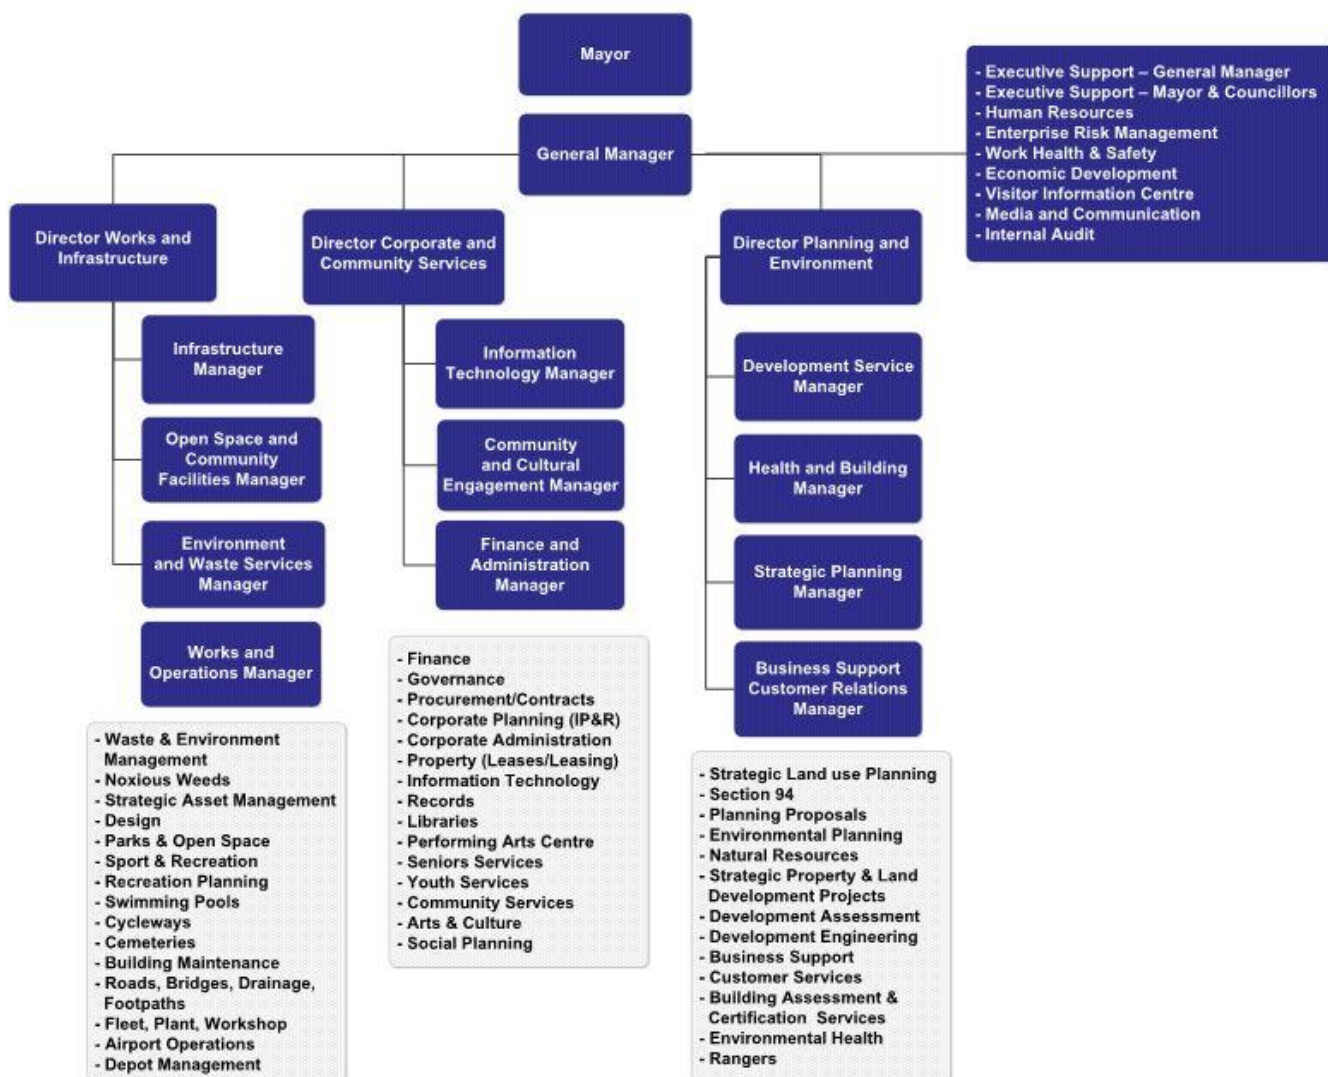 Mayor
General Manager
- Executive Support – General Manager
- Executive Support – Mayor & Councillors
- Human Resources
- Enterprise Risk Management
- Work Health & Safety
- Economic Development
- Visitor Information Centre
- Media and Communication
- Internal Audit
Director Works and
Infrastructure
Infrastructure
Manager
Open Space and
Community
Facilities Manager
Environment
and Waste Services
Manager
Works and
Operations Manager
- Waste & Environment
Management
- Noxious Weeds
- Strategic Asset Management
- Design
- Parks & Open Space
- Sport & Recreation
- Recreation Planning
- Swimming Pools
- Cycleways
- Cemeteries
- Building Maintenance
- Roads, Bridges, Drainage,
Footpaths
- Fleet, Plant, Workshop
- Airport Operations
- Depot Management
Director Corporate and
Community Services
Information
Technology Manager
Community
and Cultural
Engagement Manager
Finance and
Administration
Manager
- Finance
- Governance
- Procurement/Contracts
- Corporate Planning (IP&R)
- Corporate Administration
- Property (Leases/Leasing)
- Information Technology
- Records
- Libraries
- Performing Arts Centre
- Seniors Services
- Youth Services
- Community Services
- Arts & Culture
- Social Planning
Director Planning and
Environment
Development Service
Manager
Health and Building
Manager
Strategic Planning
Manager
Business Support
Customer Relations
Manager
- Strategic Land use Planning
- Section 94
- Planning Proposals
- Environmental Planning
- Natural Resources
- Strategic Property & Land
Development Projects
- Development Assessment
- Development Engineering
- Business Support
- Customer Services
- Building Assessment &
Certification Services
- Environmental Health
- Rangers